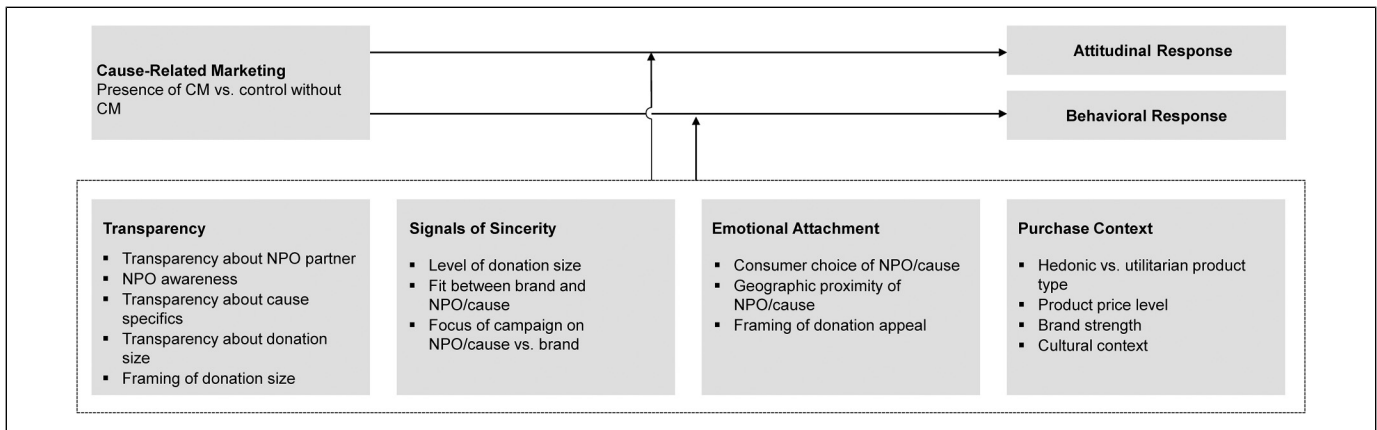 Cause-Related Marketing
Presence of CM vs. control without
CM
Attitudinal Response
Behavioral Response
Transparency
▪ Transparency about NPO partner
▪ NPO awareness
▪ Transparency about cause
specifics
▪ Transparency about donation
size
▪ Framing of donation size
Signals of Sincerity
▪ Level of donation size
▪ Fit between brand and
NPO/cause
▪ Focus of campaign on
NPO/cause vs. brand
Emotional Attachment
▪ Consumer choice of NPO/cause
▪ Geographic proximity of
NPO/cause
▪ Framing of donation appeal
Purchase Context
▪ Hedonic vs. utilitarian product
type
▪ Product price level
▪ Brand strength
▪ Cultural context